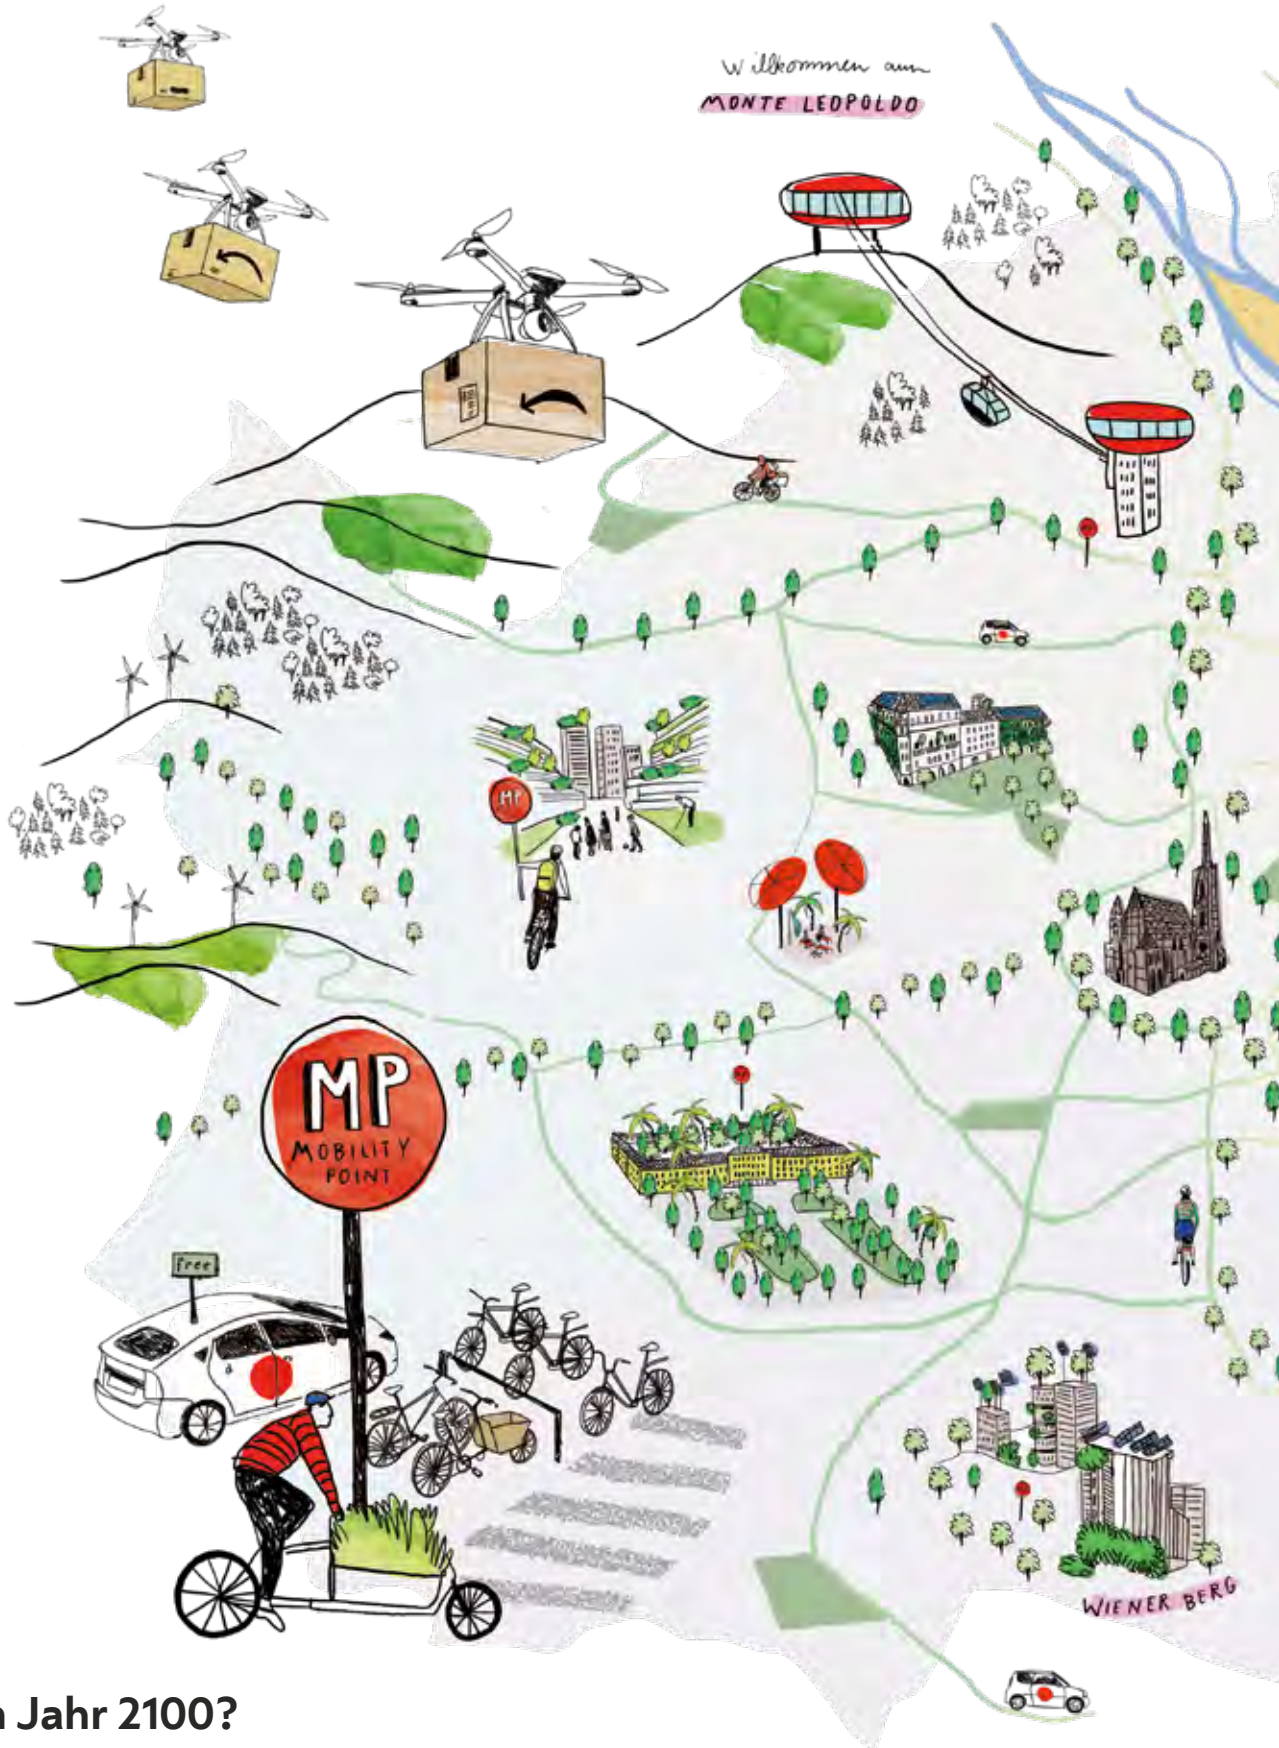 Willkommen am
MONTE LEOPOLDO
MP
MP
MOBILITY
POINT
free
WIENER BERG
Jahr 2100?